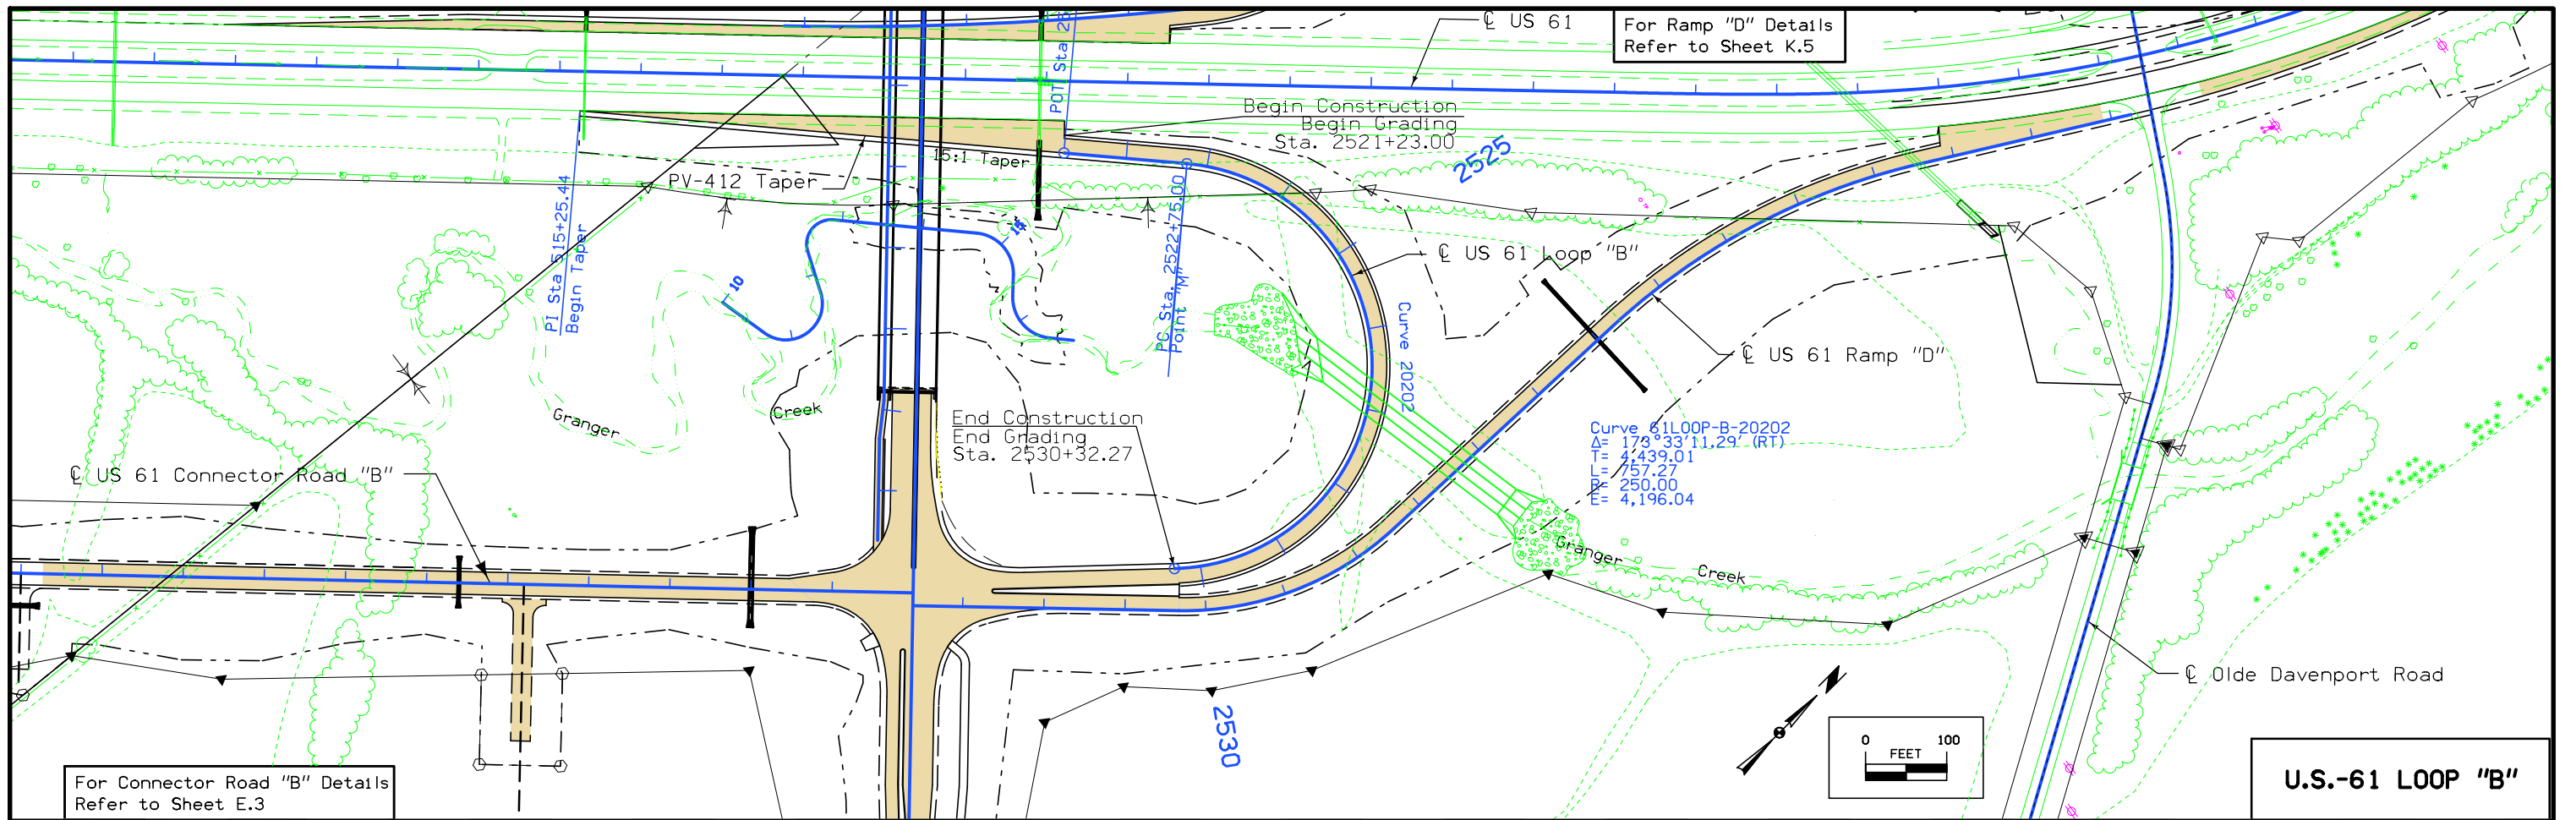 ℄ US 61
For Ramp "D" Details
Refer to Sheet K.5
Begin Construction
Begin Grading
Sta. 2521+23.00
2525
15:1 Taper
PV-412 Taper
PI Sta 515+25.44
Begin Taper
POT Sta
PC Sta. 2522+75.00
Point "M"
10
15
℄ US 61 Loop "B"
Curve 20202
℄ US 61 Ramp "D"
Granger
Creek
End Construction
End Grading
Sta. 2530+32.27
Curve 61LOOP-B-20202
Δ= 173°33'11.29' (RT)
T= 4,439.01
L= 757.27
R= 250.00
E= 4,196.04
℄ US 61 Connector Road "B"
Granger
Creek
℄ Olde Davenport Road
2530
0 100
FEET
For Connector Road "B" Details
Refer to Sheet E.3
U.S.-61 LOOP "B"